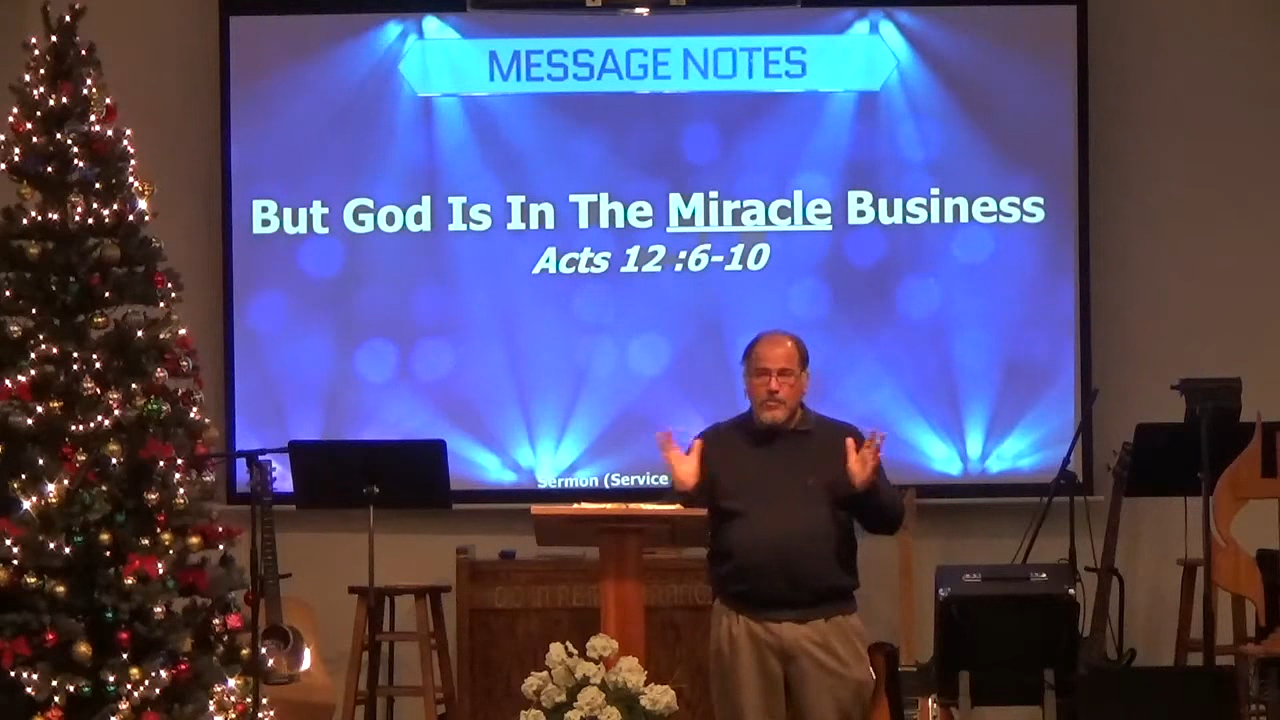 MESSAGE NOTES
But God Is In The Miracle Business
Acts 12 :6-10
Sermon (Service